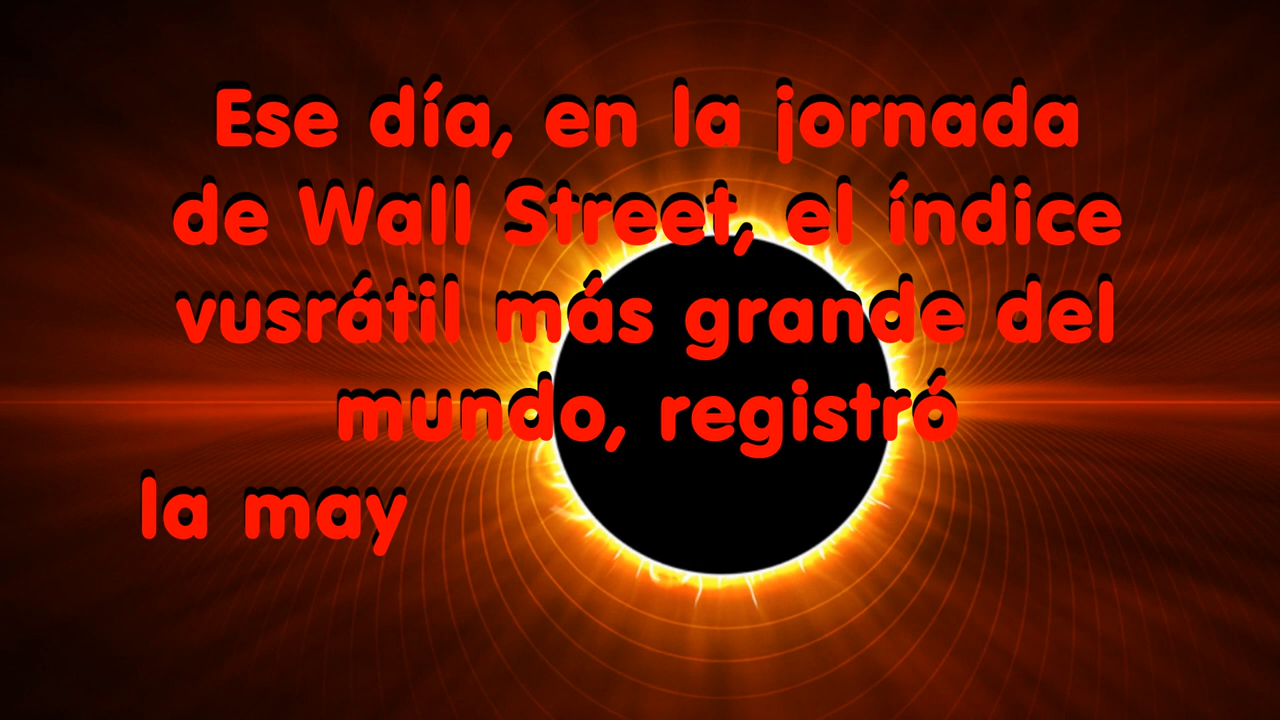 Ese día, en la jornada
de Wall Street, el índice
vusrátil más grande del
mundo, registró
la may